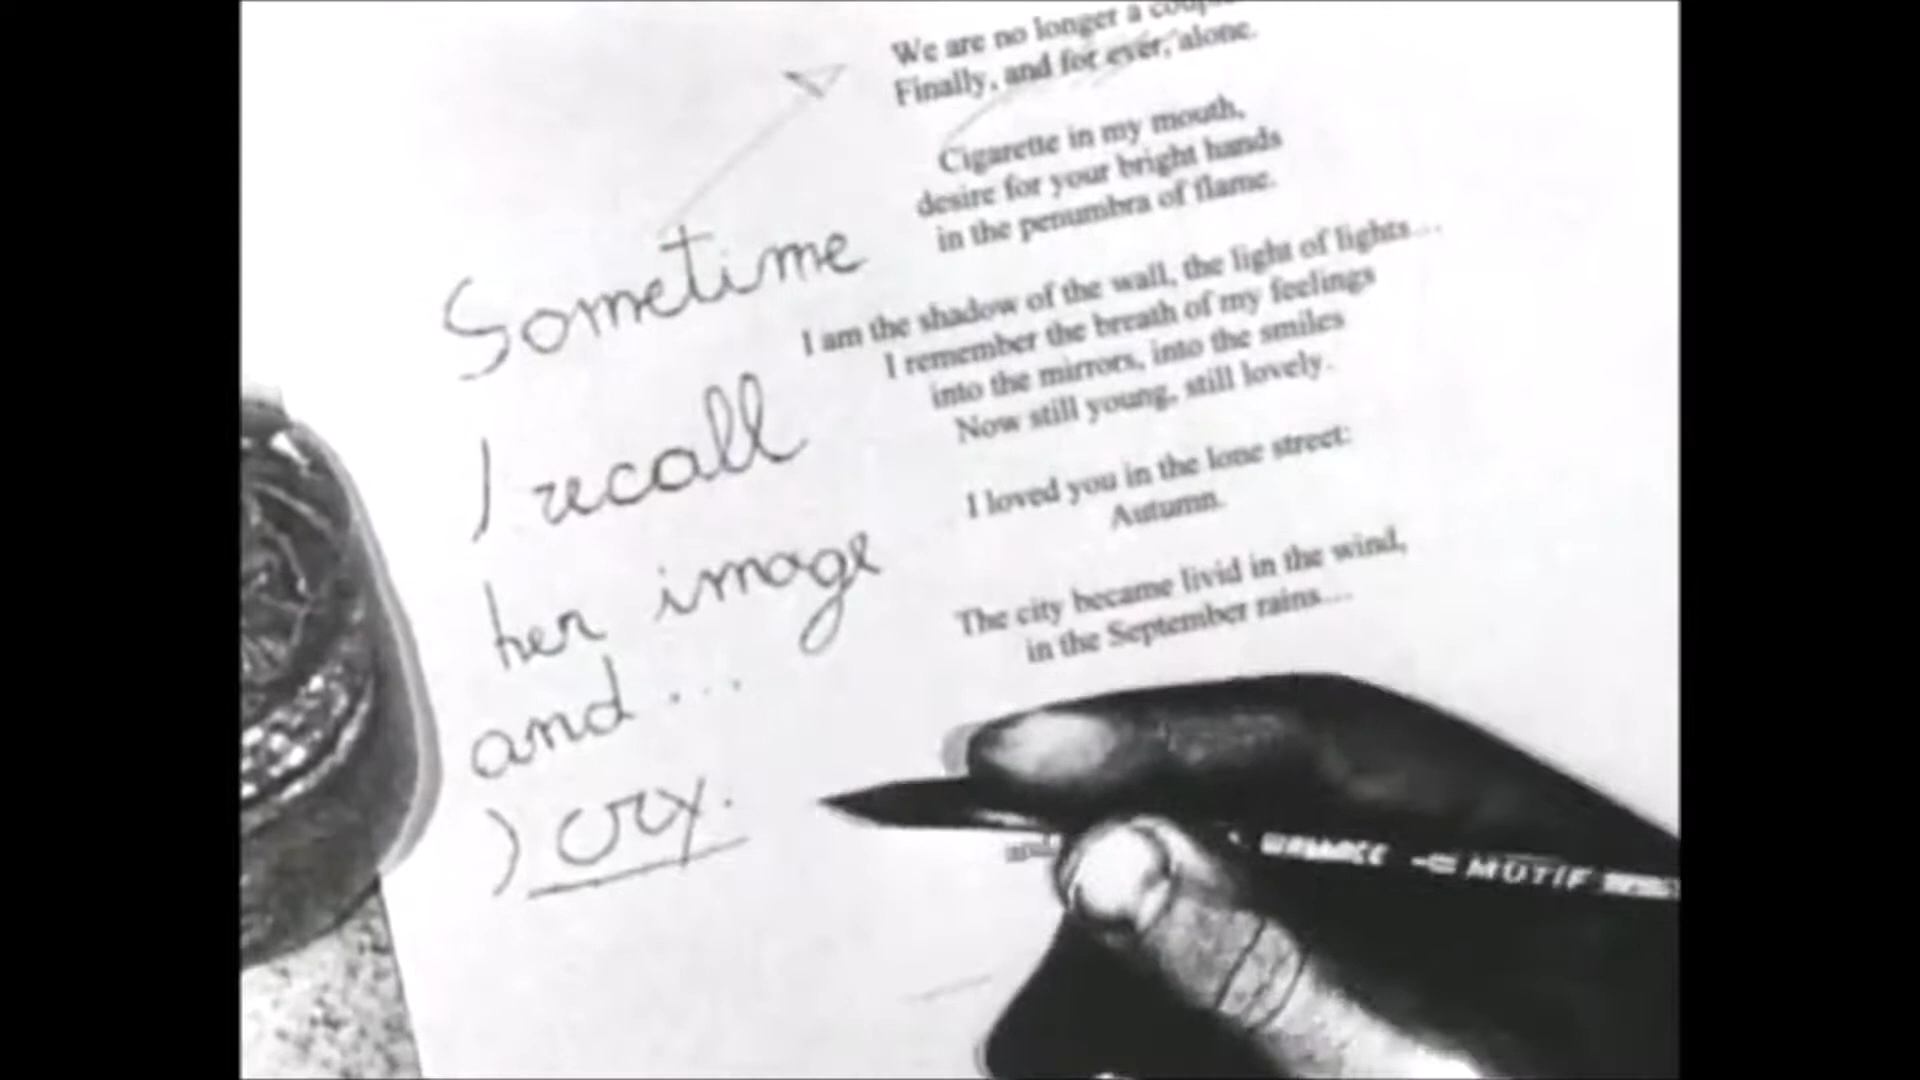 We are no longer a
Finally, and for ever, alone.
Cigarette in my mouth,
desire for your bright hands
in the penumbra of flame.
I am the shadow of the wall, the light of lights...
I remember the breath of my feelings
into the mirrors, into the smiles
Now still young, still lovely.
I loved you in the lone street:
Autumn.
The city became livid in the wind,
in the September rains...
Sometime
I recall
her image
and ...
I cry.
and
WALLACE MOTIF